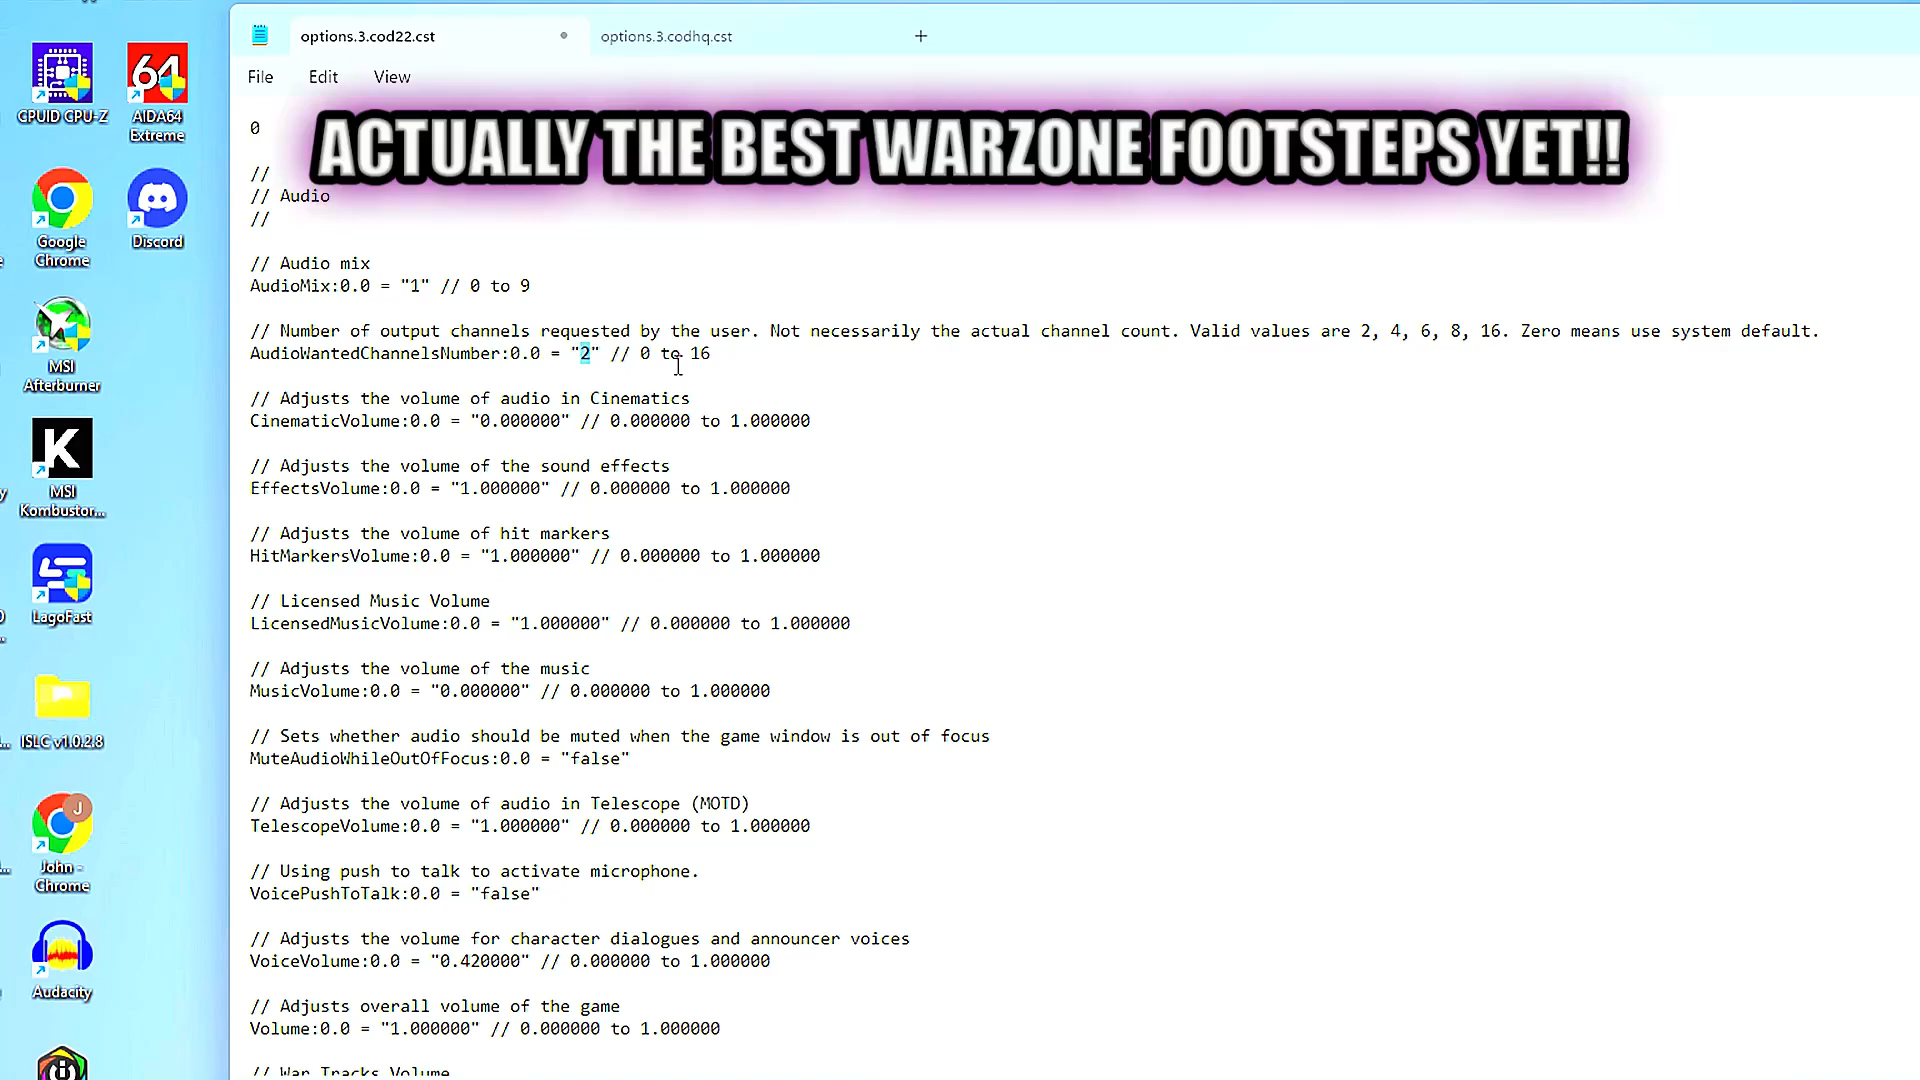 options.3.cod22.cst
options.3.codhq.cst
File Edit View
ACTUALLY THE BEST WARZONE FOOTSTEPS YET!!
0
//
// Audio
//
// Audio mix
AudioMix:0.0 = "1" // 0 to 9
// Number of output channels requested by the user. Not necessarily the actual channel count. Valid values are 2, 4, 6, 8, 16. Zero means use system default.
AudioWantedChannelsNumber:0.0 = "2" // 0 to 16
// Adjusts the volume of audio in Cinematics
CinematicVolume:0.0 = "0.000000" // 0.000000 to 1.000000
// Adjusts the volume of the sound effects
EffectsVolume:0.0 = "1.000000" // 0.000000 to 1.000000
// Adjusts the volume of hit markers
HitMarkersVolume:0.0 = "1.000000" // 0.000000 to 1.000000
// Licensed Music Volume
LicensedMusicVolume:0.0 = "1.000000" // 0.000000 to 1.000000
// Adjusts the volume of the music
MusicVolume:0.0 = "0.000000" // 0.000000 to 1.000000
// Sets whether audio should be muted when the game window is out of focus
MuteAudioWhileOutOfFocus:0.0 = "false"
// Adjusts the volume of audio in Telescope (MOTD)
TelescopeVolume:0.0 = "1.000000" // 0.000000 to 1.000000
// Using push to talk to activate microphone.
VoicePushToTalk:0.0 = "false"
// Adjusts the volume for character dialogues and announcer voices
VoiceVolume:0.0 = "0.420000" // 0.000000 to 1.000000
// Adjusts overall volume of the game
Volume:0.0 = "1.000000" // 0.000000 to 1.000000
// War Tracks Volume
CPUID CPU-Z
64
AIDA64
Extreme
Google
Chrome
Discord
MSI
Afterburner
K
MSI
Kombustor...
LagoFast
ISLC v1.0.2.8
J
John -
Chrome
Audacity